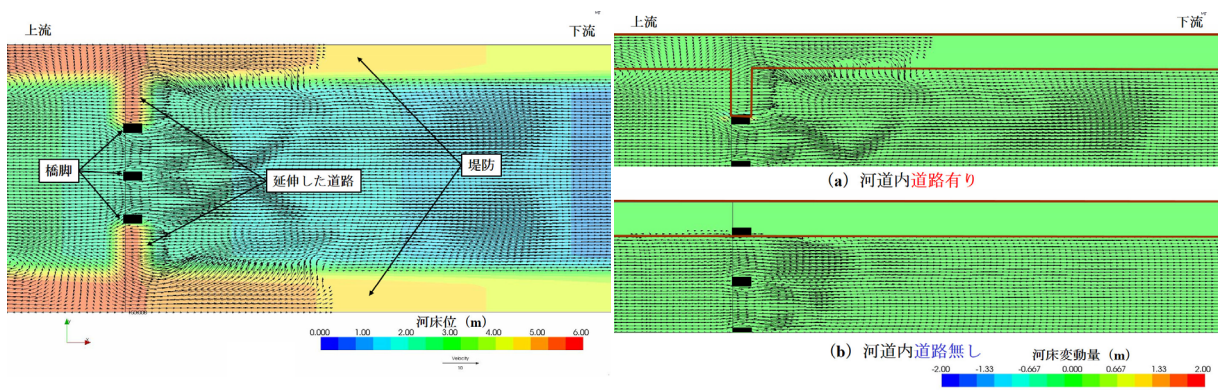 上流
下流
橋脚
延伸した道路
堤防
河床位（m）
0.000 1.00 2.00 3.00 4.00 5.00 6.00
Velocity
上流
下流
(a) 河道内道路有り
(b) 河道内道路無し
河床変動量（m）
-2.00 -1.33 -0.667 0.000 0.667 1.33 2.00